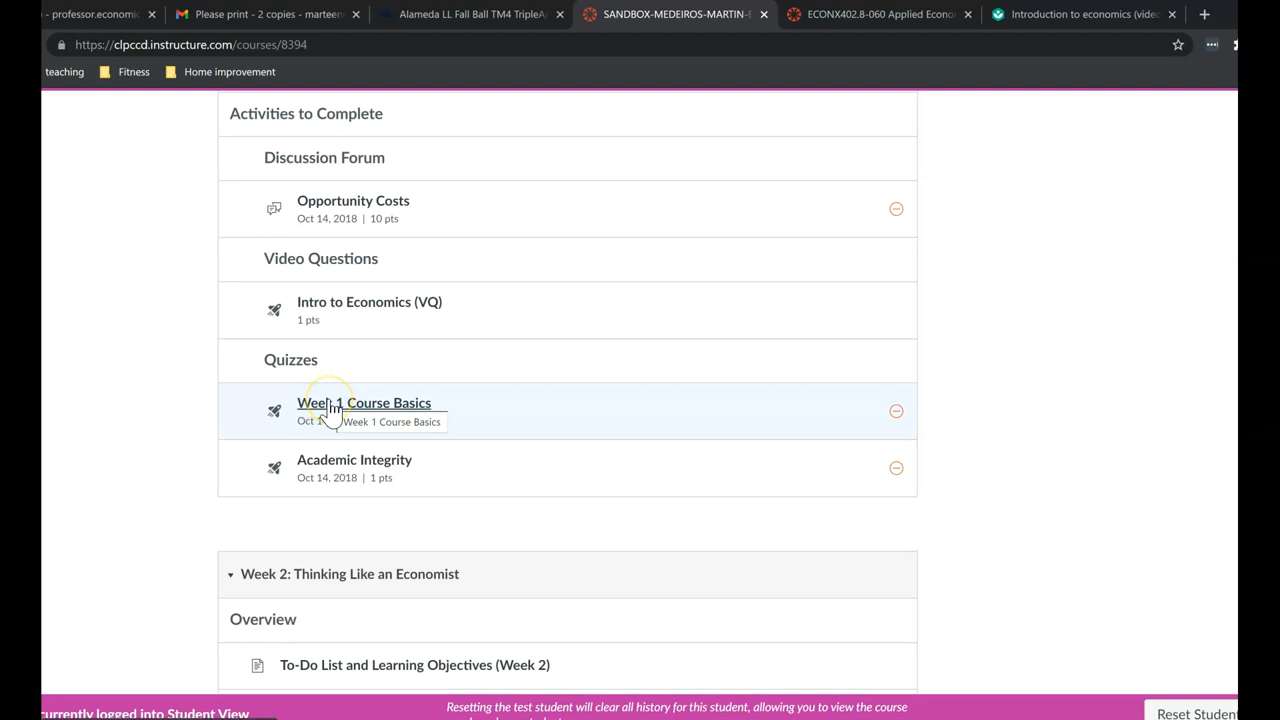 - professor.economic
Please print - 2 copies - marteen
Alameda LL Fall Ball TM4 TripleA
SANDBOX-MEDEIROS-MARTIN-
ECONX402.8-060 Applied Econo
Introduction to economics (video
https://clpccd.instructure.com/courses/8394
teaching
Fitness
Home improvement
Activities to Complete
Discussion Forum
Opportunity Costs
Oct 14, 2018 | 10 pts
Video Questions
Intro to Economics (VQ)
1 pts
Quizzes
Week 1 Course Basics
Oct 1
Week 1 Course Basics
Academic Integrity
Oct 14, 2018 | 1 pts
Week 2: Thinking Like an Economist
Overview
To-Do List and Learning Objectives (Week 2)
currently logged into Student View
Resetting the test student will clear all history for this student, allowing you to view the course
Reset Studen